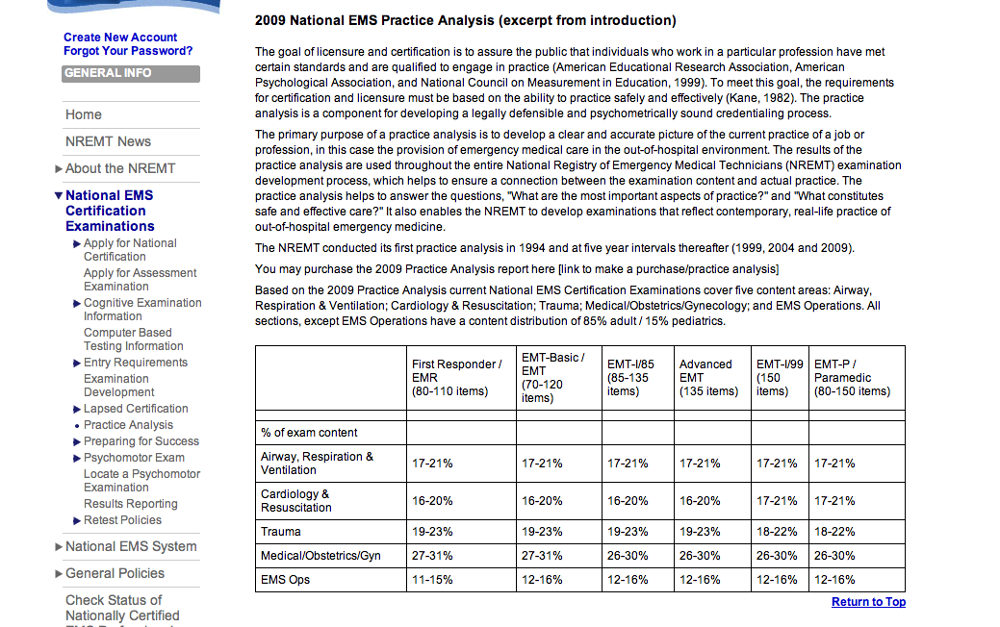 Create New Account
Forgot Your Password?
GENERAL INFO
Home
NREMT News
About the NREMT
National EMS
Certification
Examinations
Apply for National
Certification
Apply for Assessment
Examination
Cognitive Examination
Information
Computer Based
Testing Information
Entry Requirements
Examination
Development
Lapsed Certification
Practice Analysis
Preparing for Success
Psychomotor Exam
Locate a Psychomotor
Examination
Results Reporting
Retest Policies
National EMS System
General Policies
Check Status of
Nationally Certified
2009 National EMS Practice Analysis (excerpt from introduction)
The goal of licensure and certification is to assure the public that individuals who work in a particular profession have met
certain standards and are qualified to engage in practice (American Educational Research Association, American
Psychological Association, and National Council on Measurement in Education, 1999). To meet this goal, the requirements
for certification and licensure must be based on the ability to practice safely and effectively (Kane, 1982). The practice
analysis is a component for developing a legally defensible and psychometrically sound credentialing process.
The primary purpose of a practice analysis is to develop a clear and accurate picture of the current practice of a job or
profession, in this case the provision of emergency medical care in the out-of-hospital environment. The results of the
practice analysis are used throughout the entire National Registry of Emergency Medical Technicians (NREMT) examination
development process, which helps to ensure a connection between the examination content and actual practice. The
practice analysis helps to answer the questions, "What are the most important aspects of practice?" and "What constitutes
safe and effective care?" It also enables the NREMT to develop examinations that reflect contemporary, real-life practice of
out-of-hospital emergency medicine.
The NREMT conducted its first practice analysis in 1994 and at five year intervals thereafter (1999, 2004 and 2009).
You may purchase the 2009 Practice Analysis report here [link to make a purchase/practice analysis]
Based on the 2009 Practice Analysis current National EMS Certification Examinations cover five content areas: Airway,
Respiration & Ventilation; Cardiology & Resuscitation; Trauma; Medical/Obstetrics/Gynecology; and EMS Operations. All
sections, except EMS Operations have a content distribution of 85% adult / 15% pediatrics.
First Responder / EMR (80-110 items) EMT-Basic / EMT (70-120 items) EMT-I/85 (85-135 items) Advanced EMT (135 items) EMT-I/99 (150 items) EMT-P / Paramedic (80-150 items)
% of exam content
Airway, Respiration & Ventilation 17-21% 17-21% 17-21% 17-21% 17-21% 17-21%
Cardiology & Resuscitation 16-20% 16-20% 16-20% 16-20% 17-21% 17-21%
Trauma 19-23% 19-23% 19-23% 19-23% 18-22% 18-22%
Medical/Obstetrics/Gyn 27-31% 27-31% 26-30% 26-30% 26-30% 26-30%
EMS Ops 11-15% 12-16% 12-16% 12-16% 12-16% 12-16%
Return to Top